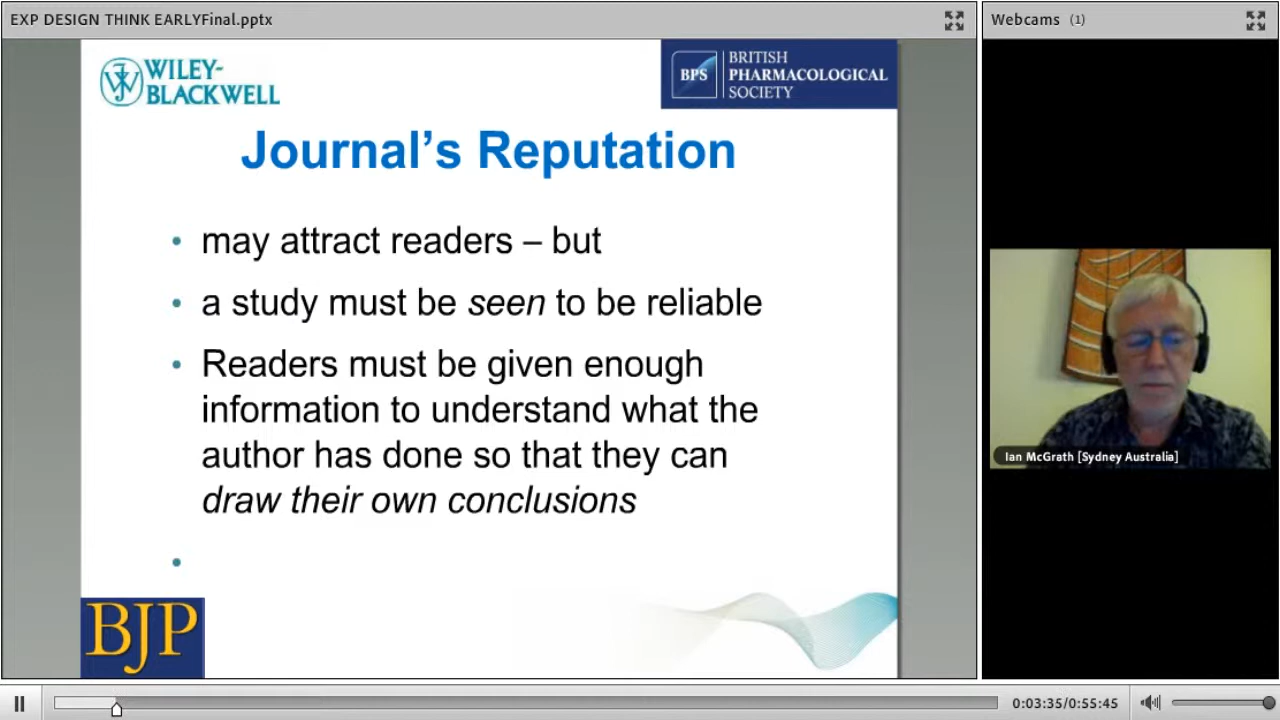 EXP DESIGN THINK EARLYFinal.pptx
Webcams (1)
WILEY-
BLACKWELL
BPS
BRITISH
PHARMACOLOGICAL
SOCIETY
Journal’s Reputation
• may attract readers – but
• a study must be seen to be reliable
• Readers must be given enough
information to understand what the
author has done so that they can
draw their own conclusions
•
BJP
Ian McGrath [Sydney Australia]
0:03:35/0:55:45